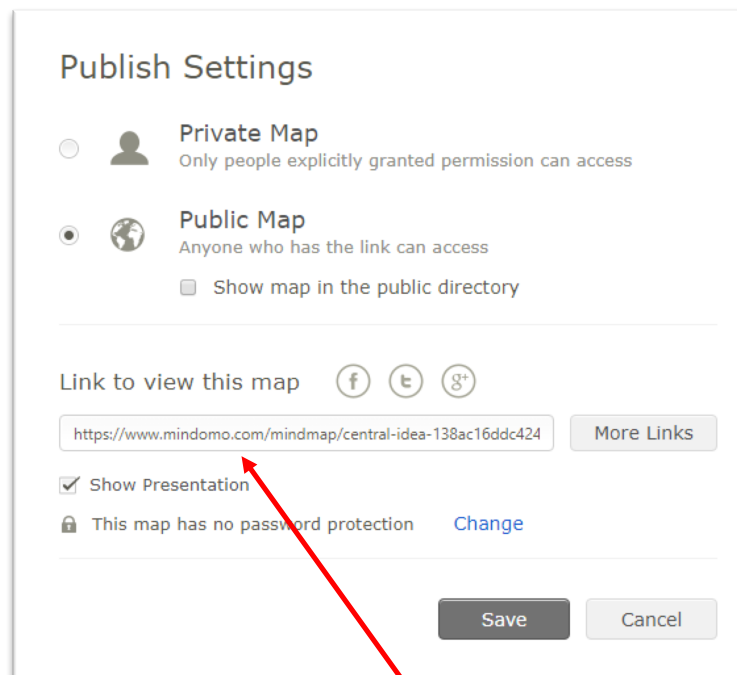 Publish Settings
Private Map
Only people explicitly granted permission can access
Public Map
Anyone who has the link can access
Show map in the public directory
Link to view this map f t g+
https://www.mindomo.com/mindmap/central-idea-138ac16ddc424 More Links
Show Presentation
This map has no password protection Change
Save Cancel